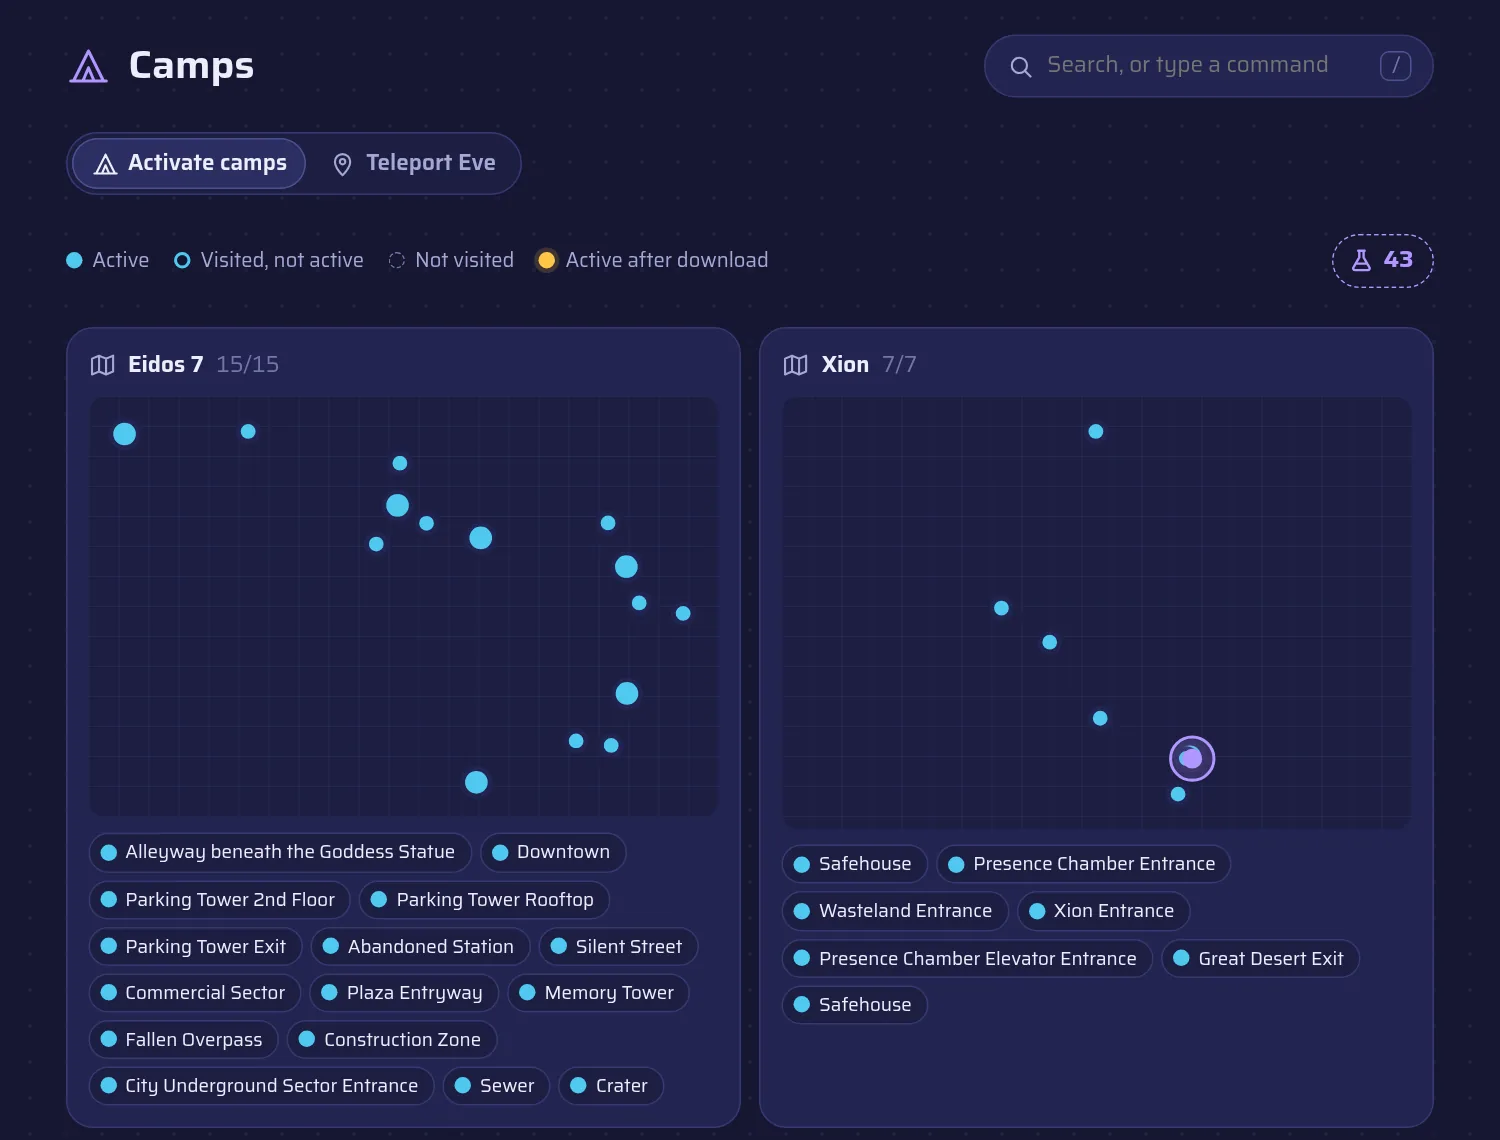 Camps
Search, or type a command /
Activate camps
Teleport Eve
Active
Visited, not active
Not visited
Active after download
43
Eidos 7 15/15
Alleyway beneath the Goddess Statue
Downtown
Parking Tower 2nd Floor
Parking Tower Rooftop
Parking Tower Exit
Abandoned Station
Silent Street
Commercial Sector
Plaza Entryway
Memory Tower
Fallen Overpass
Construction Zone
City Underground Sector Entrance
Sewer
Crater
Xion 7/7
Safehouse
Presence Chamber Entrance
Wasteland Entrance
Xion Entrance
Presence Chamber Elevator Entrance
Great Desert Exit
Safehouse